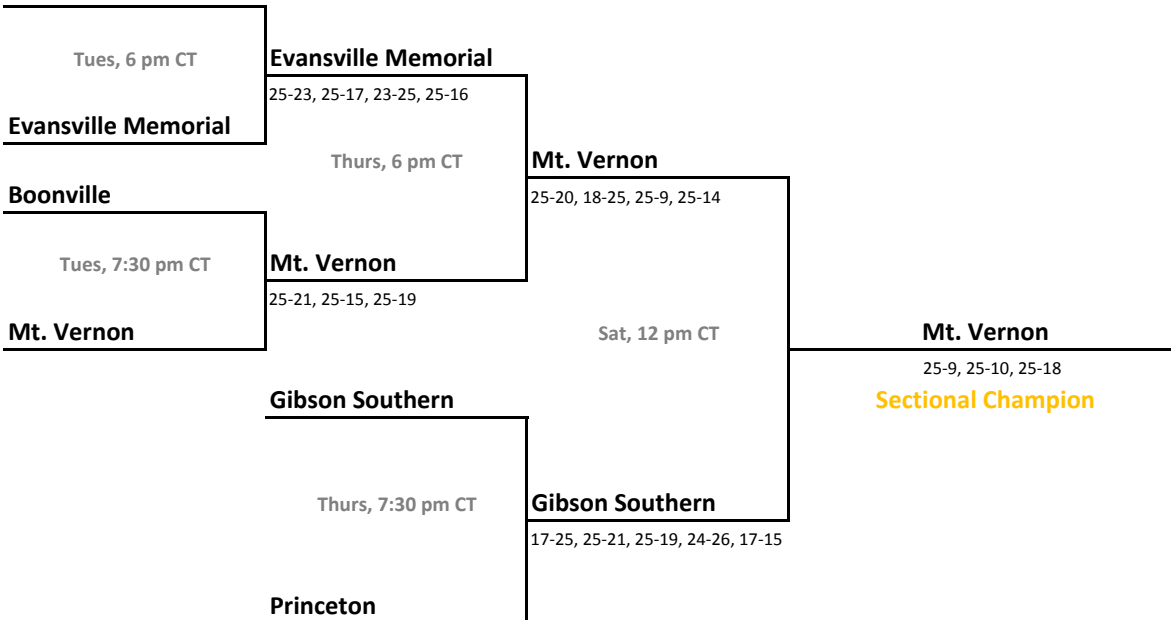 Tues, 6 pm CT
Evansville Memorial
25-23, 25-17, 23-25, 25-16
Evansville Memorial
Thurs, 6 pm CT
Mt. Vernon
25-20, 18-25, 25-9, 25-14
Boonville
Tues, 7:30 pm CT
Mt. Vernon
25-21, 25-15, 25-19
Mt. Vernon
Sat, 12 pm CT
Mt. Vernon
25-9, 25-10, 25-18
Sectional Champion
Gibson Southern
Thurs, 7:30 pm CT
Gibson Southern
17-25, 25-21, 25-19, 24-26, 17-15
Princeton